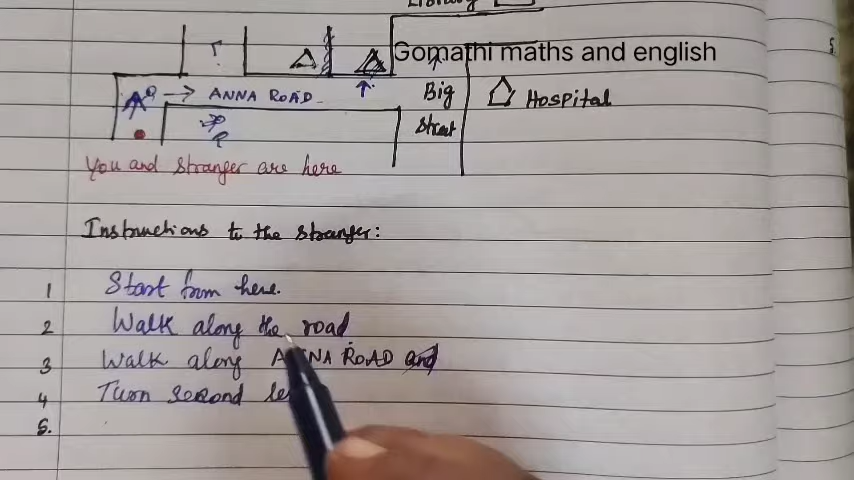 Library
Gomathi maths and english
→ ANNA ROAD
Big
Street
Hospital
You and Stranger are here
Instructions to the stranger:
1 Start from here.
2 Walk along the road
3 Walk along ANNA ROAD and
4 Turn second
5.